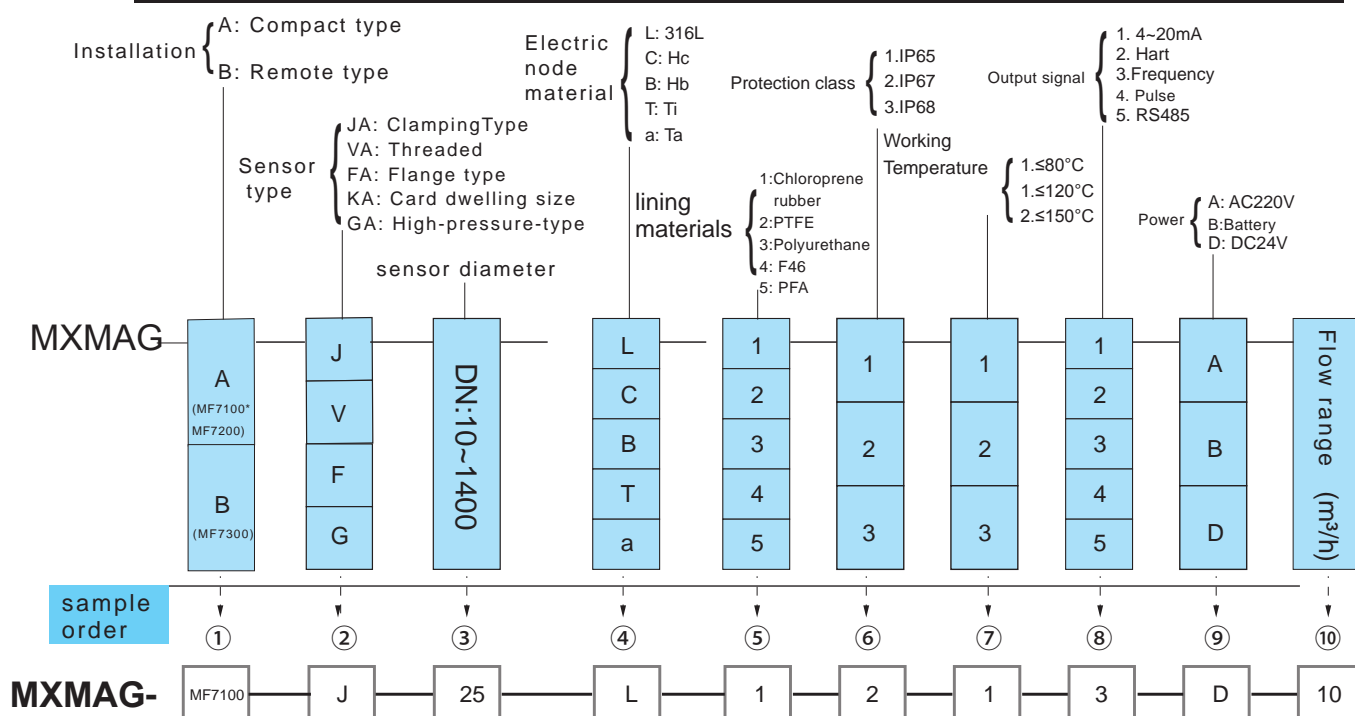 Installation
A: Compact type
B: Remote type
Sensor
type
JA: ClampingType
VA: Threaded
FA: Flange type
KA: Card dwelling size
GA: High-pressure-type
sensor diameter
Electric
node
material
L: 316L
C: Hc
B: Hb
T: Ti
a: Ta
lining
materials
1:Chloroprene
rubber
2:PTFE
3:Polyurethane
4: F46
5: PFA
Protection class
1.IP65
2.IP67
3.IP68
Working
Temperature
1.≤80°C
1.≤120°C
2.≤150°C
Output signal
1. 4~20mA
2. Hart
3.Frequency
4. Pulse
5. RS485
Power
A: AC220V
B:Battery
D: DC24V
MXMAG
A
(MF7100*
MF7200)
B
(MF7300)
J
V
F
G
DN:10~1400
L
C
B
T
a
1
2
3
4
5
1
2
3
1
2
3
1
2
3
4
5
A
B
D
Flow range (m³/h)
sample
order
① ② ③ ④ ⑤ ⑥ ⑦ ⑧ ⑨ ⑩
MXMAG- MF7100 J 25 L 1 2 1 3 D 10